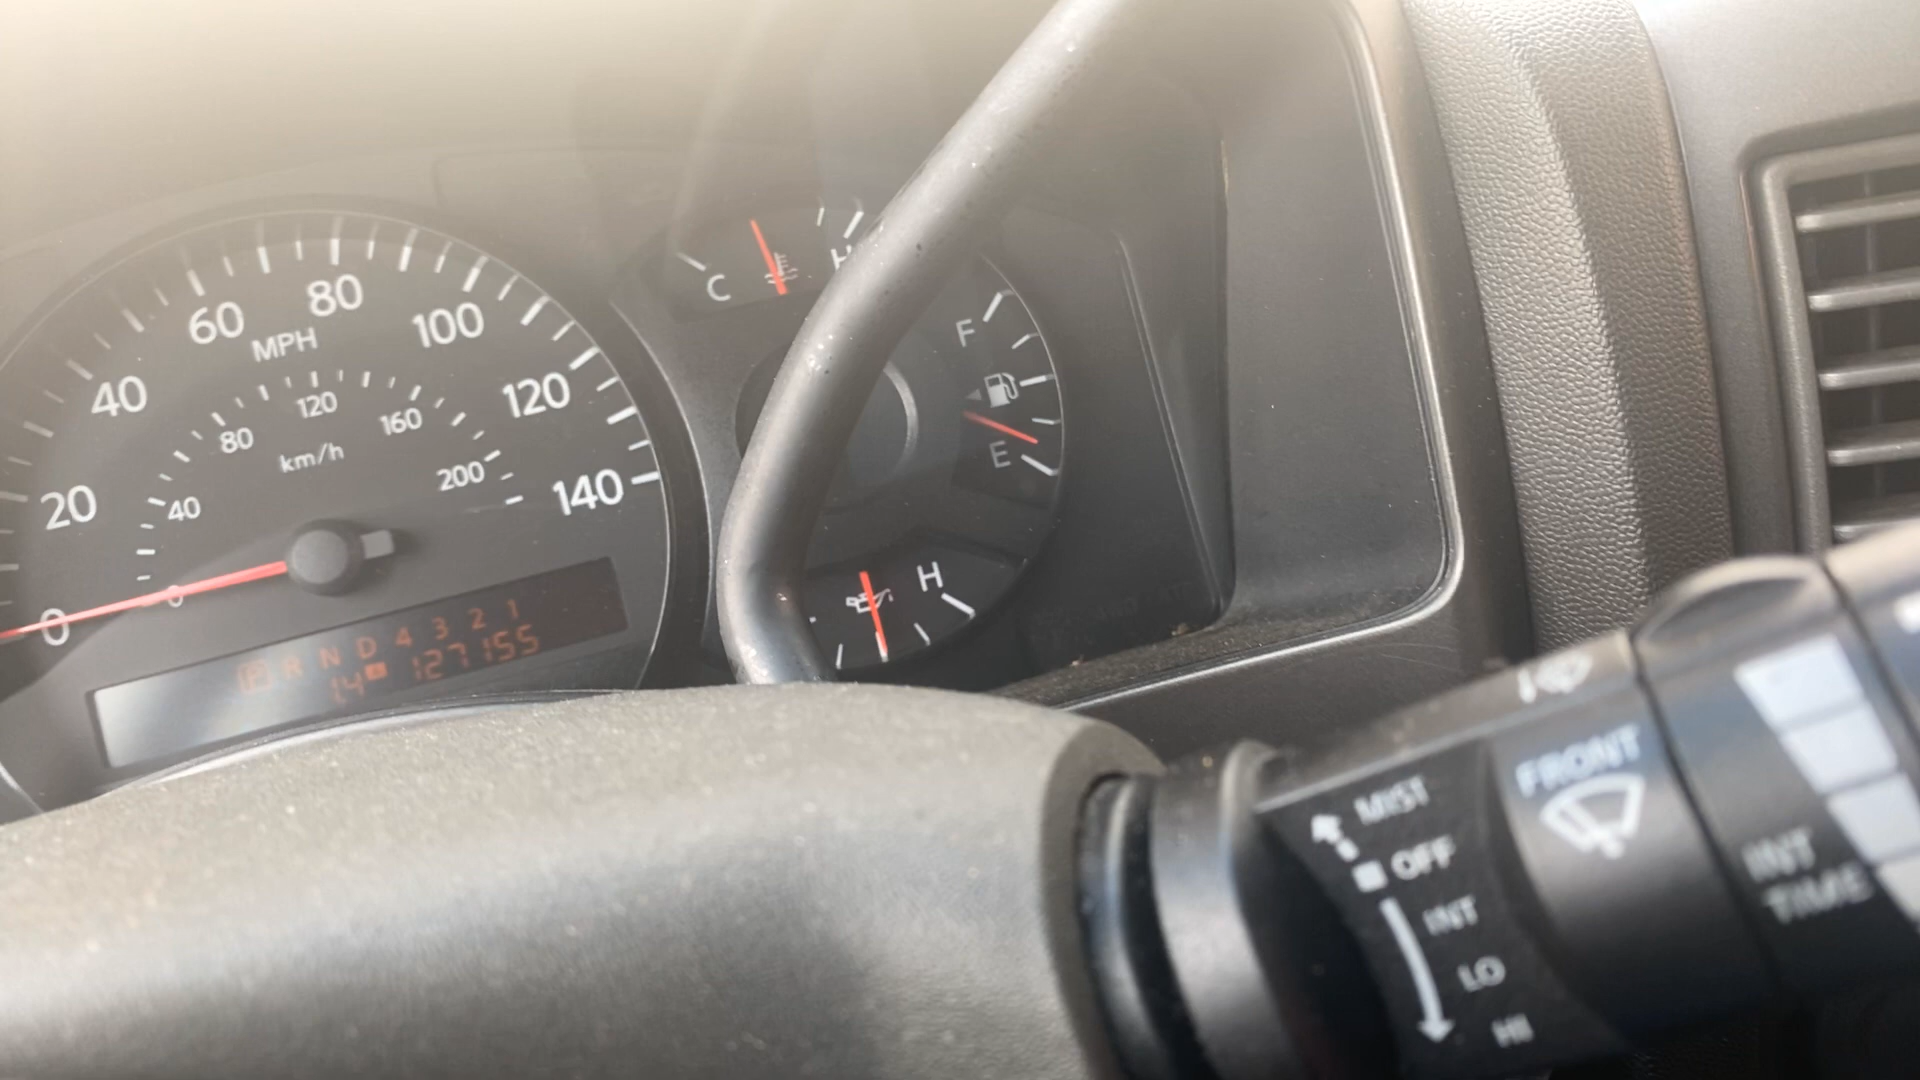 60 80 100
MPH
40 120
120
80 160
km/h
20 40 200 140
0 0
P R N D 4 3 2 1
127155
C H
F
E
H
FRONT
MIST
OFF
INT
LO
HI
INT
TIME